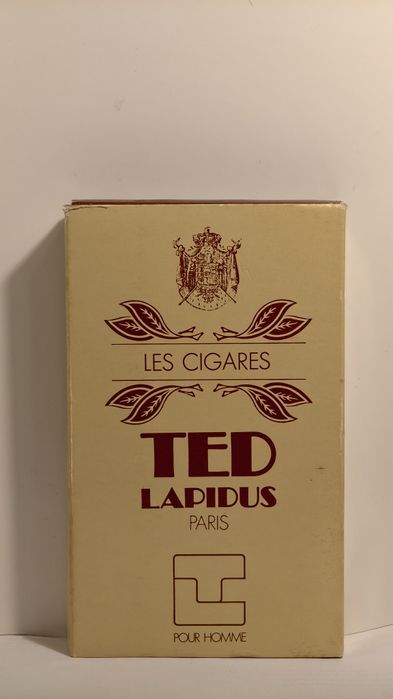 LES CIGARES
TED
LAPIDUS
PARIS
POUR HOMME